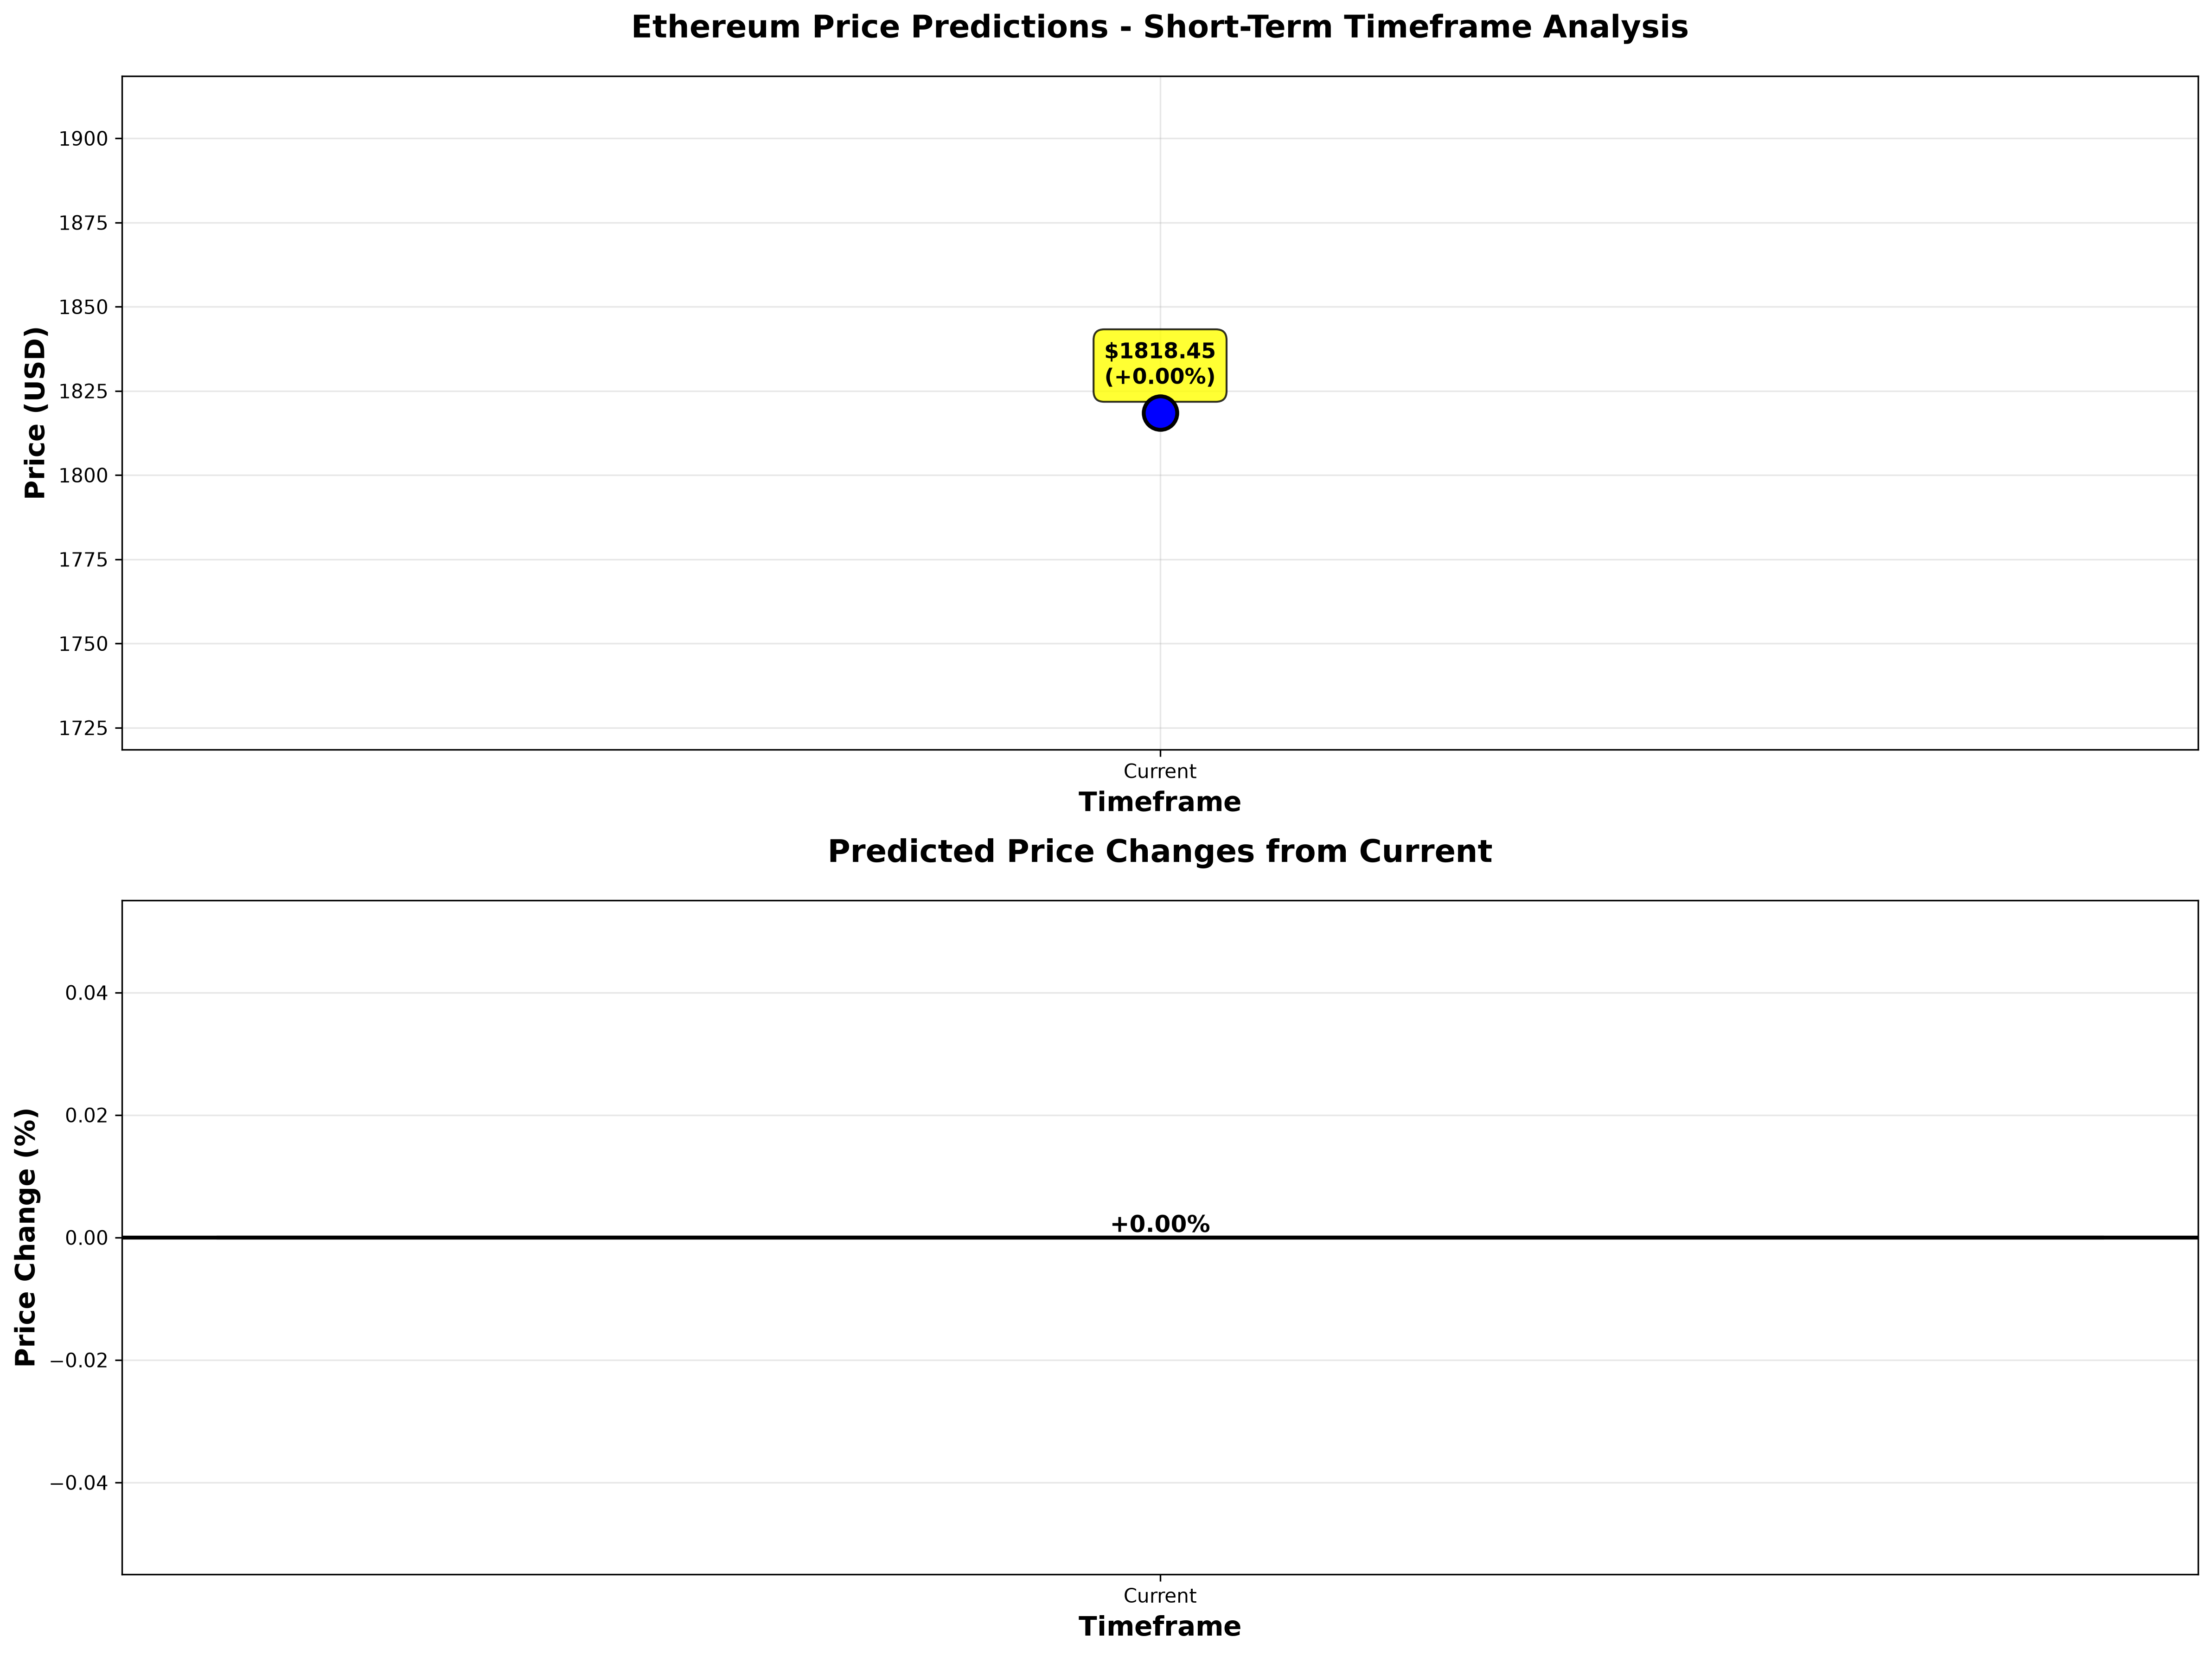 Ethereum Price Predictions - Short-Term Timeframe Analysis
Price (USD)
1900
1875
1850
1825
1800
1775
1750
1725
$1818.45
(+0.00%)
Current
Timeframe
Predicted Price Changes from Current
Price Change (%)
0.04
0.02
0.00
−0.02
−0.04
+0.00%
Current
Timeframe